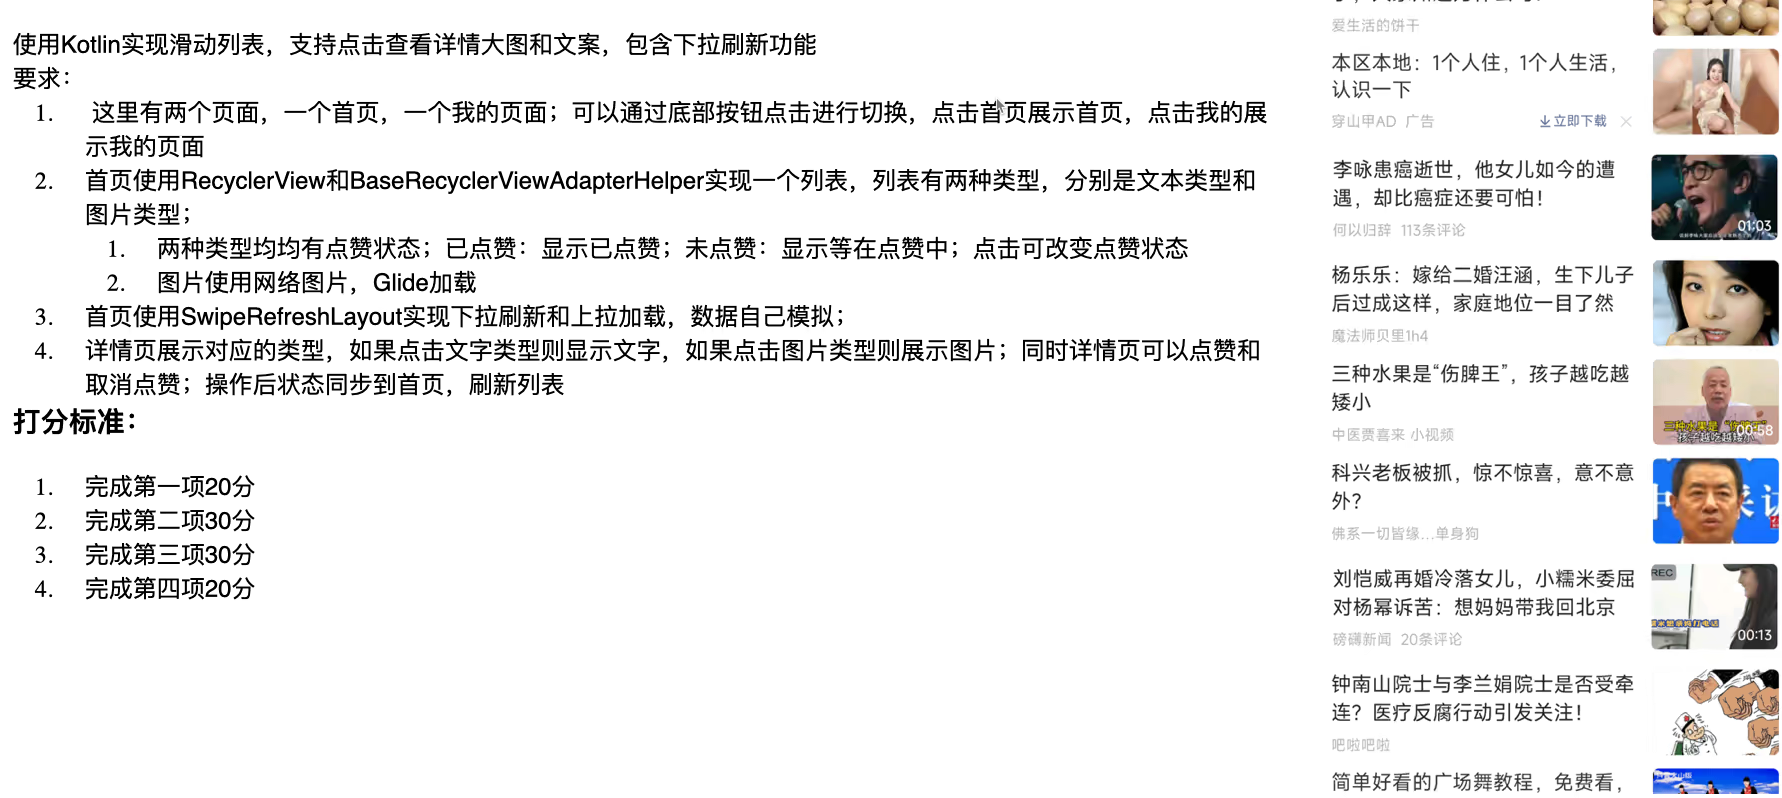 使用Kotlin实现滑动列表，支持点击查看详情大图和文案，包含下拉刷新功能
要求：
1. 这里有两个页面，一个首页，一个我的页面；可以通过底部按钮点击进行切换，点击首页展示首页，点击我的展
示我的页面
2. 首页使用RecyclerView和BaseRecyclerViewAdapterHelper实现一个列表，列表有两种类型，分别是文本类型和
图片类型；
1. 两种类型均均有点赞状态；已点赞：显示已点赞；未点赞：显示等在点赞中；点击可改变点赞状态
2. 图片使用网络图片，Glide加载
3. 首页使用SwipeRefreshLayout实现下拉刷新和上拉加载，数据自己模拟；
4. 详情页展示对应的类型，如果点击文字类型则显示文字，如果点击图片类型则展示图片；同时详情页可以点赞和
取消点赞；操作后状态同步到首页，刷新列表
打分标准：
1. 完成第一项20分
2. 完成第二项30分
3. 完成第三项30分
4. 完成第四项20分
爱生活的饼干
本区本地：1个人住，1个人生活，
认识一下
穿山甲AD 广告 立即下载
李咏患癌逝世，他女儿如今的遭
遇，却比癌症还要可怕！
何以归辞 113条评论
01:03
杨乐乐：嫁给二婚汪涵，生下儿子
后过成这样，家庭地位一目了然
魔法师贝里1h4
三种水果是“伤脾王”，孩子越吃越
矮小
中医贾喜来 小视频
三种水果是“伤
00:58
孩子越吃越矮小
科兴老板被抓，惊不惊喜，意不意
外？
佛系一切皆缘...单身狗
刘恺威再婚冷落女儿，小糯米委屈
对杨幂诉苦：想妈妈带我回北京
磅礴新闻 20条评论
REC
00:13
钟南山院士与李兰娟院士是否受牵
连？医疗反腐行动引发关注！
吧啦吧啦
简单好看的广场舞教程，免费看，